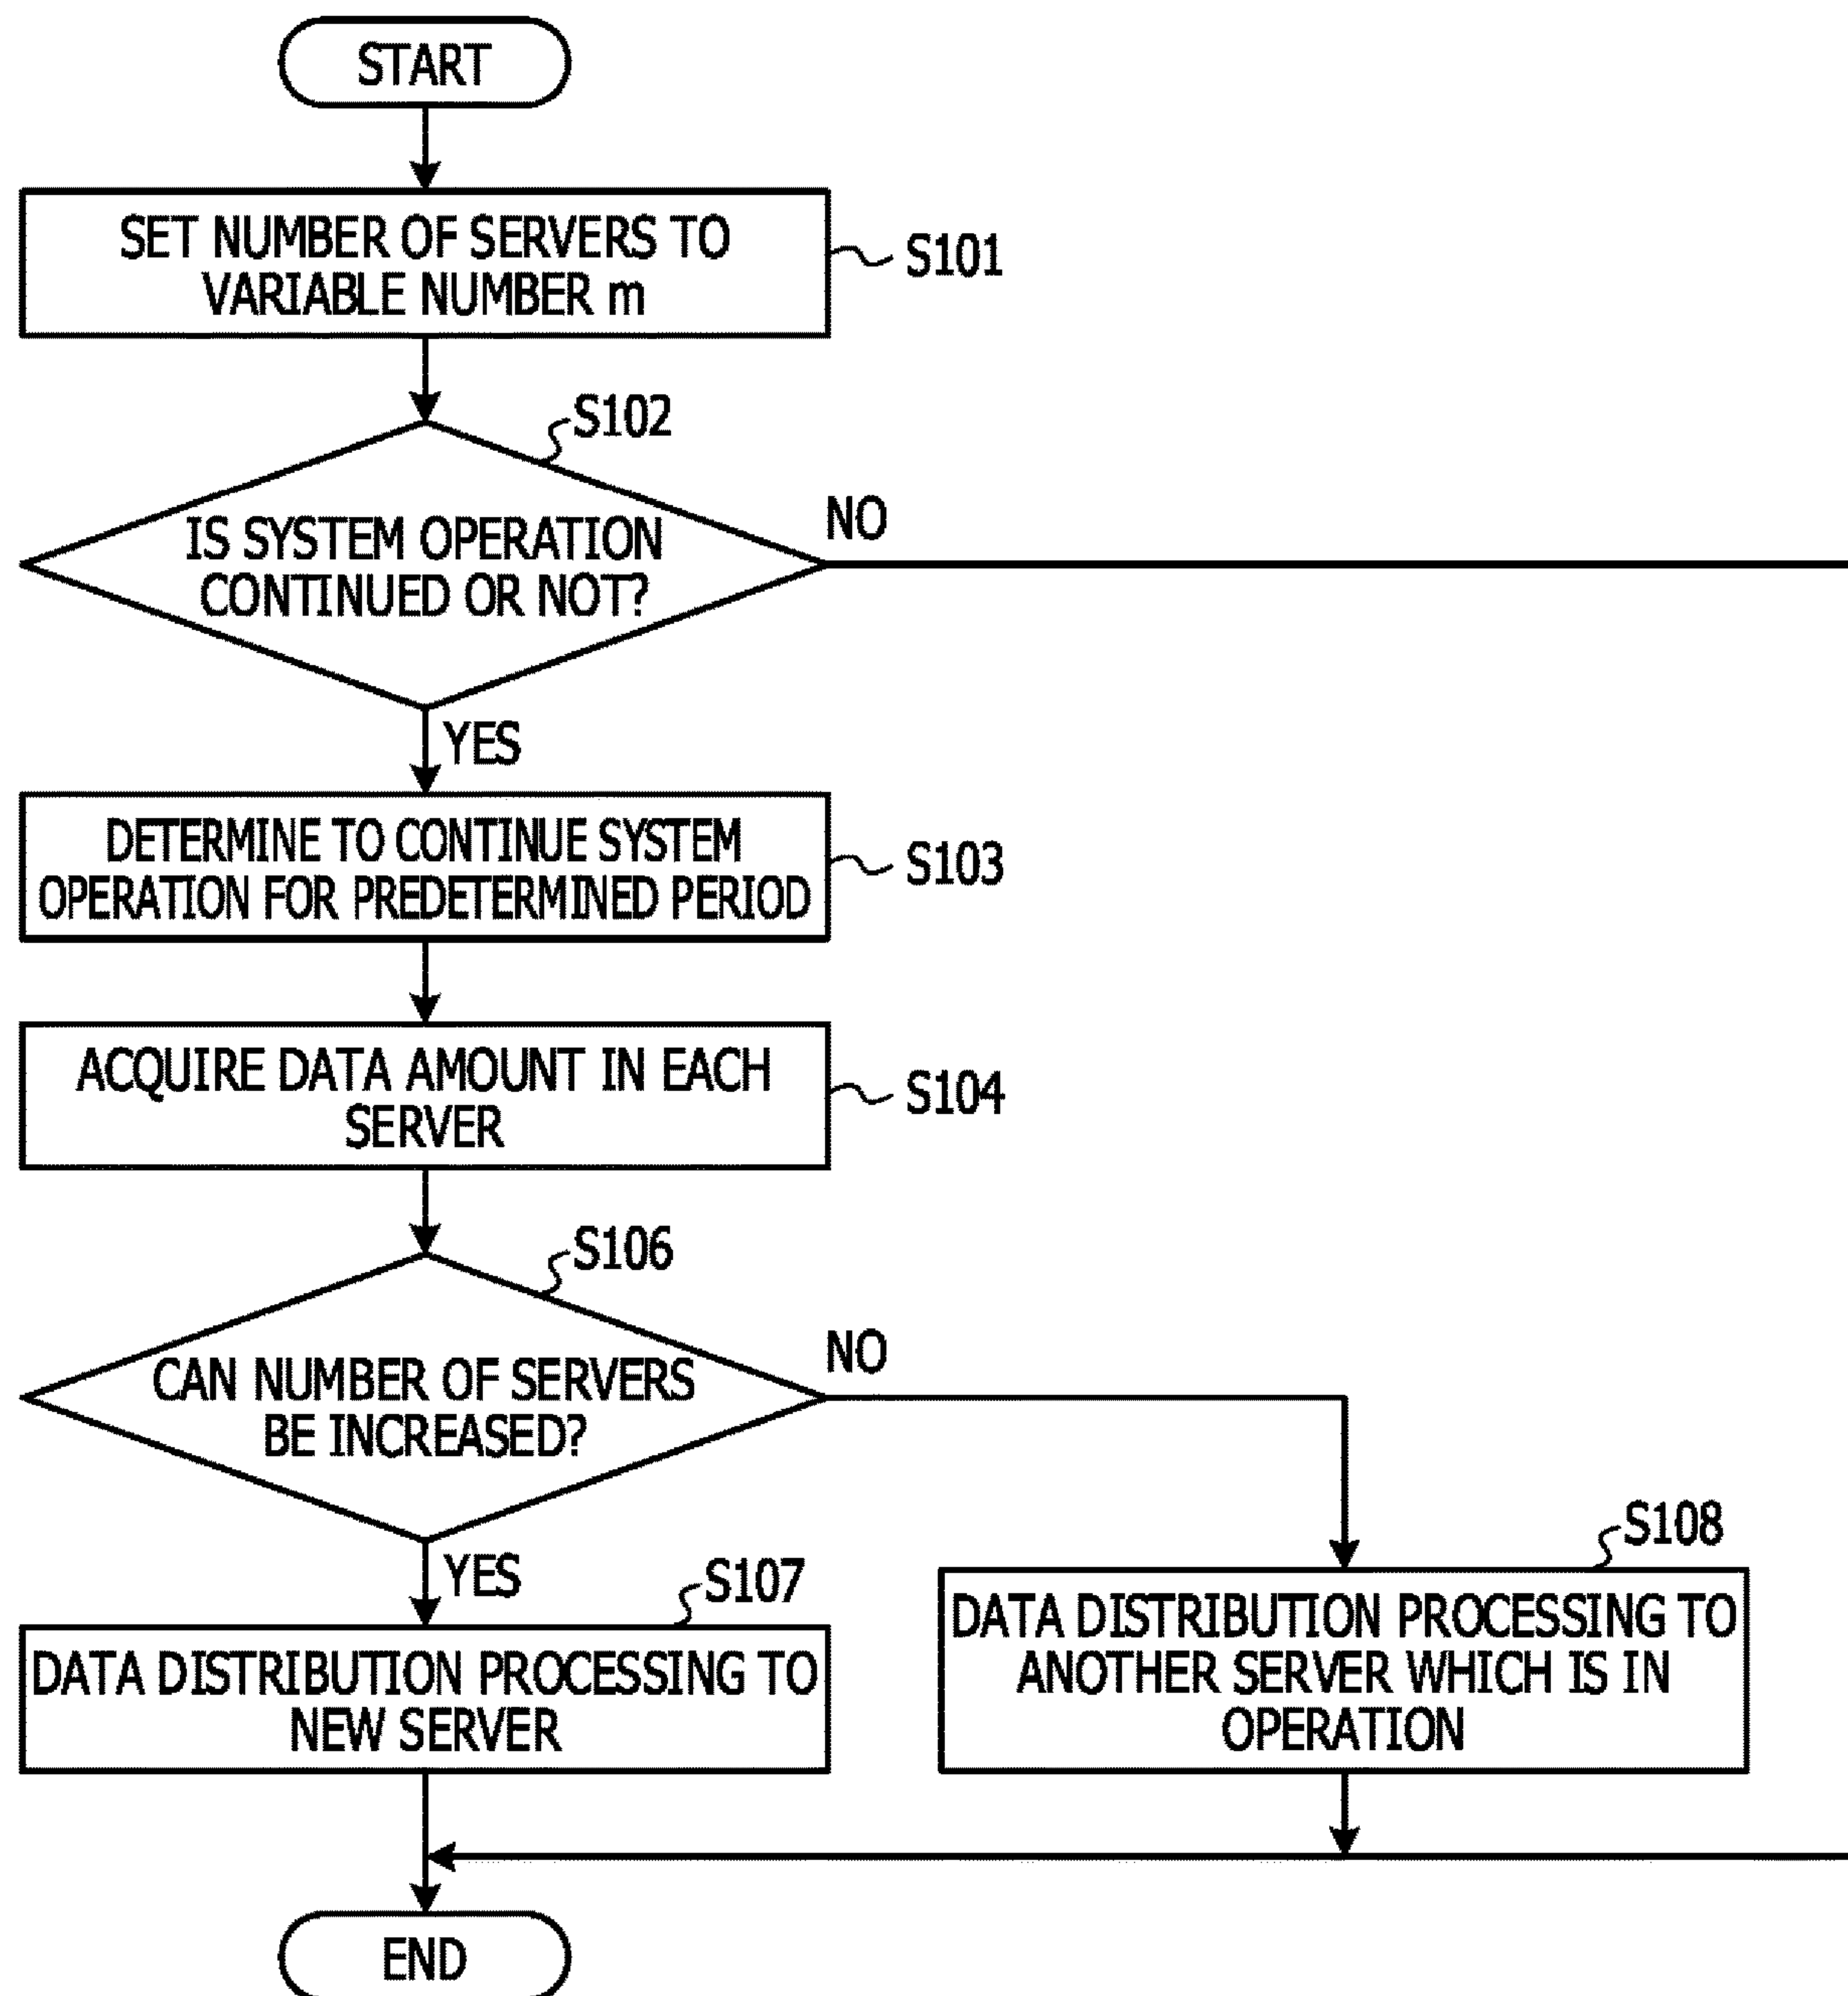 START
SET NUMBER OF SERVERS TO
VARIABLE NUMBER m
S101
S102
IS SYSTEM OPERATION
CONTINUED OR NOT?
NO
YES
DETERMINE TO CONTINUE SYSTEM
OPERATION FOR PREDETERMINED PERIOD
S103
ACQUIRE DATA AMOUNT IN EACH
SERVER
S104
S106
CAN NUMBER OF SERVERS
BE INCREASED?
NO
YES
S107
DATA DISTRIBUTION PROCESSING TO
NEW SERVER
S108
DATA DISTRIBUTION PROCESSING TO
ANOTHER SERVER WHICH IS IN
OPERATION
END